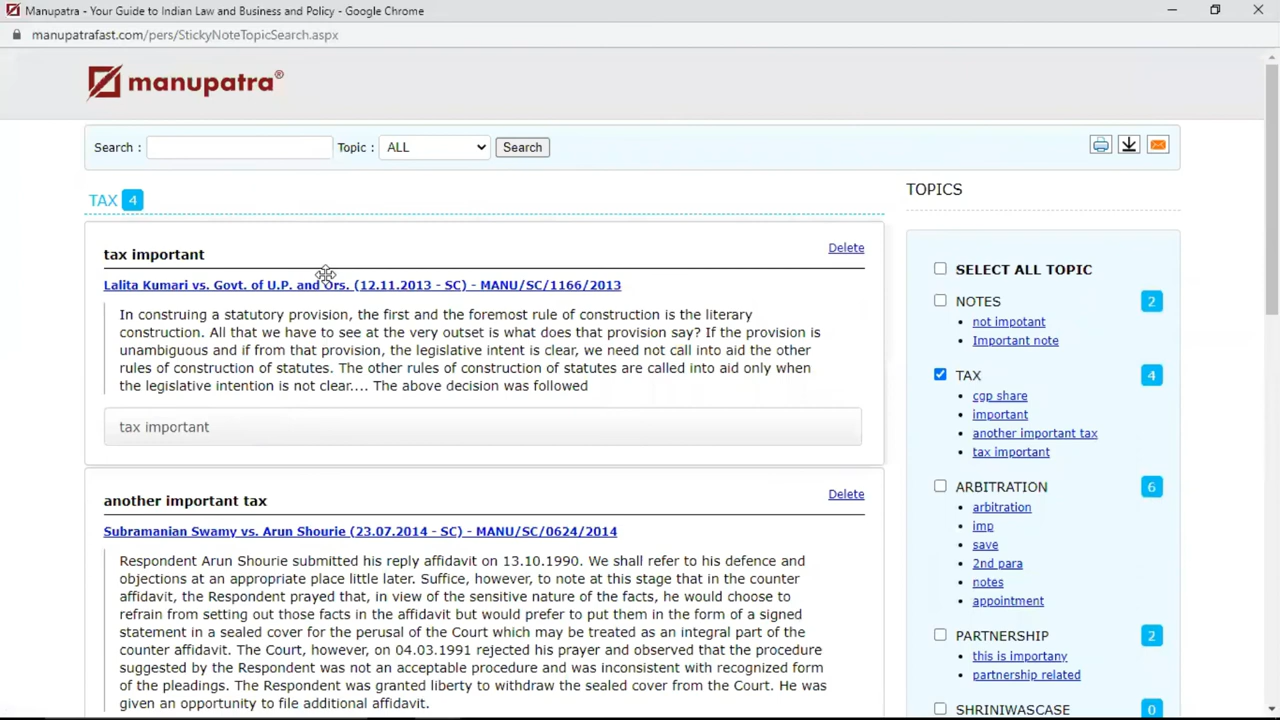 Manupatra - Your Guide to Indian Law and Business and Policy - Google Chrome
manupatrafast.com/pers/StickyNoteTopicSearch.aspx
manupatra®
Search :
Topic :
ALL
Search
TAX 4
tax important
Delete
Lalita Kumari vs. Govt. of U.P. and Ors. (12.11.2013 - SC) - MANU/SC/1166/2013
In construing a statutory provision, the first and the foremost rule of construction is the literary
construction. All that we have to see at the very outset is what does that provision say? If the provision is
unambiguous and if from that provision, the legislative intent is clear, we need not call into aid the other
rules of construction of statutes. The other rules of construction of statutes are called into aid only when
the legislative intention is not clear.... The above decision was followed
tax important
another important tax
Delete
Subramanian Swamy vs. Arun Shourie (23.07.2014 - SC) - MANU/SC/0624/2014
Respondent Arun Shourie submitted his reply affidavit on 13.10.1990. We shall refer to his defence and
objections at an appropriate place little later. Suffice, however, to note at this stage that in the counter
affidavit, the Respondent prayed that, in view of the sensitive nature of the facts, he would choose to
refrain from setting out those facts in the affidavit but would prefer to put them in the form of a signed
statement in a sealed cover for the perusal of the Court which may be treated as an integral part of the
counter affidavit. The Court, however, on 04.03.1991 rejected his prayer and observed that the procedure
suggested by the Respondent was not an acceptable procedure and was inconsistent with recognized form
of the pleadings. The Respondent was granted liberty to withdraw the sealed cover from the Court. He was
given an opportunity to file additional affidavit.
TOPICS
SELECT ALL TOPIC
NOTES 2
not impotant
Important note
TAX 4
cgp share
important
another important tax
tax important
ARBITRATION 6
arbitration
imp
save
2nd para
notes
appointment
PARTNERSHIP 2
this is importany
partnership related
SHRINIWASCASE 0